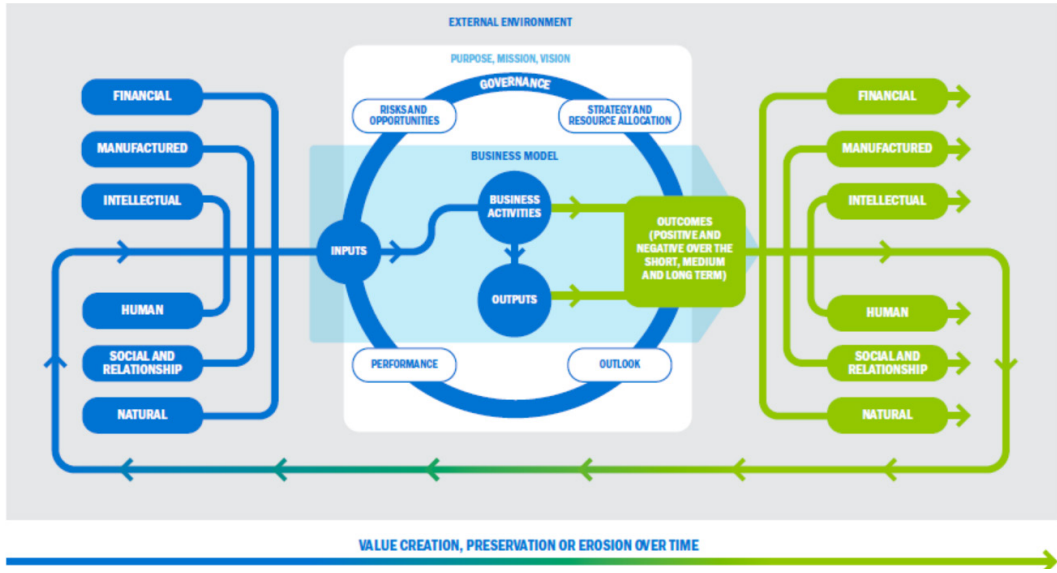 EXTERNAL ENVIRONMENT
PURPOSE, MISSION, VISION
GOVERNANCE
RISKS AND
OPPORTUNITIES
STRATEGY AND
RESOURCE ALLOCATION
FINANCIAL
MANUFACTURED
INTELLECTUAL
HUMAN
SOCIAL AND
RELATIONSHIP
NATURAL
BUSINESS MODEL
INPUTS
BUSINESS
ACTIVITIES
OUTPUTS
OUTCOMES
(POSITIVE AND
NEGATIVE OVER THE
SHORT, MEDIUM
AND LONG TERM)
PERFORMANCE
OUTLOOK
FINANCIAL
MANUFACTURED
INTELLECTUAL
HUMAN
SOCIAL AND
RELATIONSHIP
NATURAL
VALUE CREATION, PRESERVATION OR EROSION OVER TIME